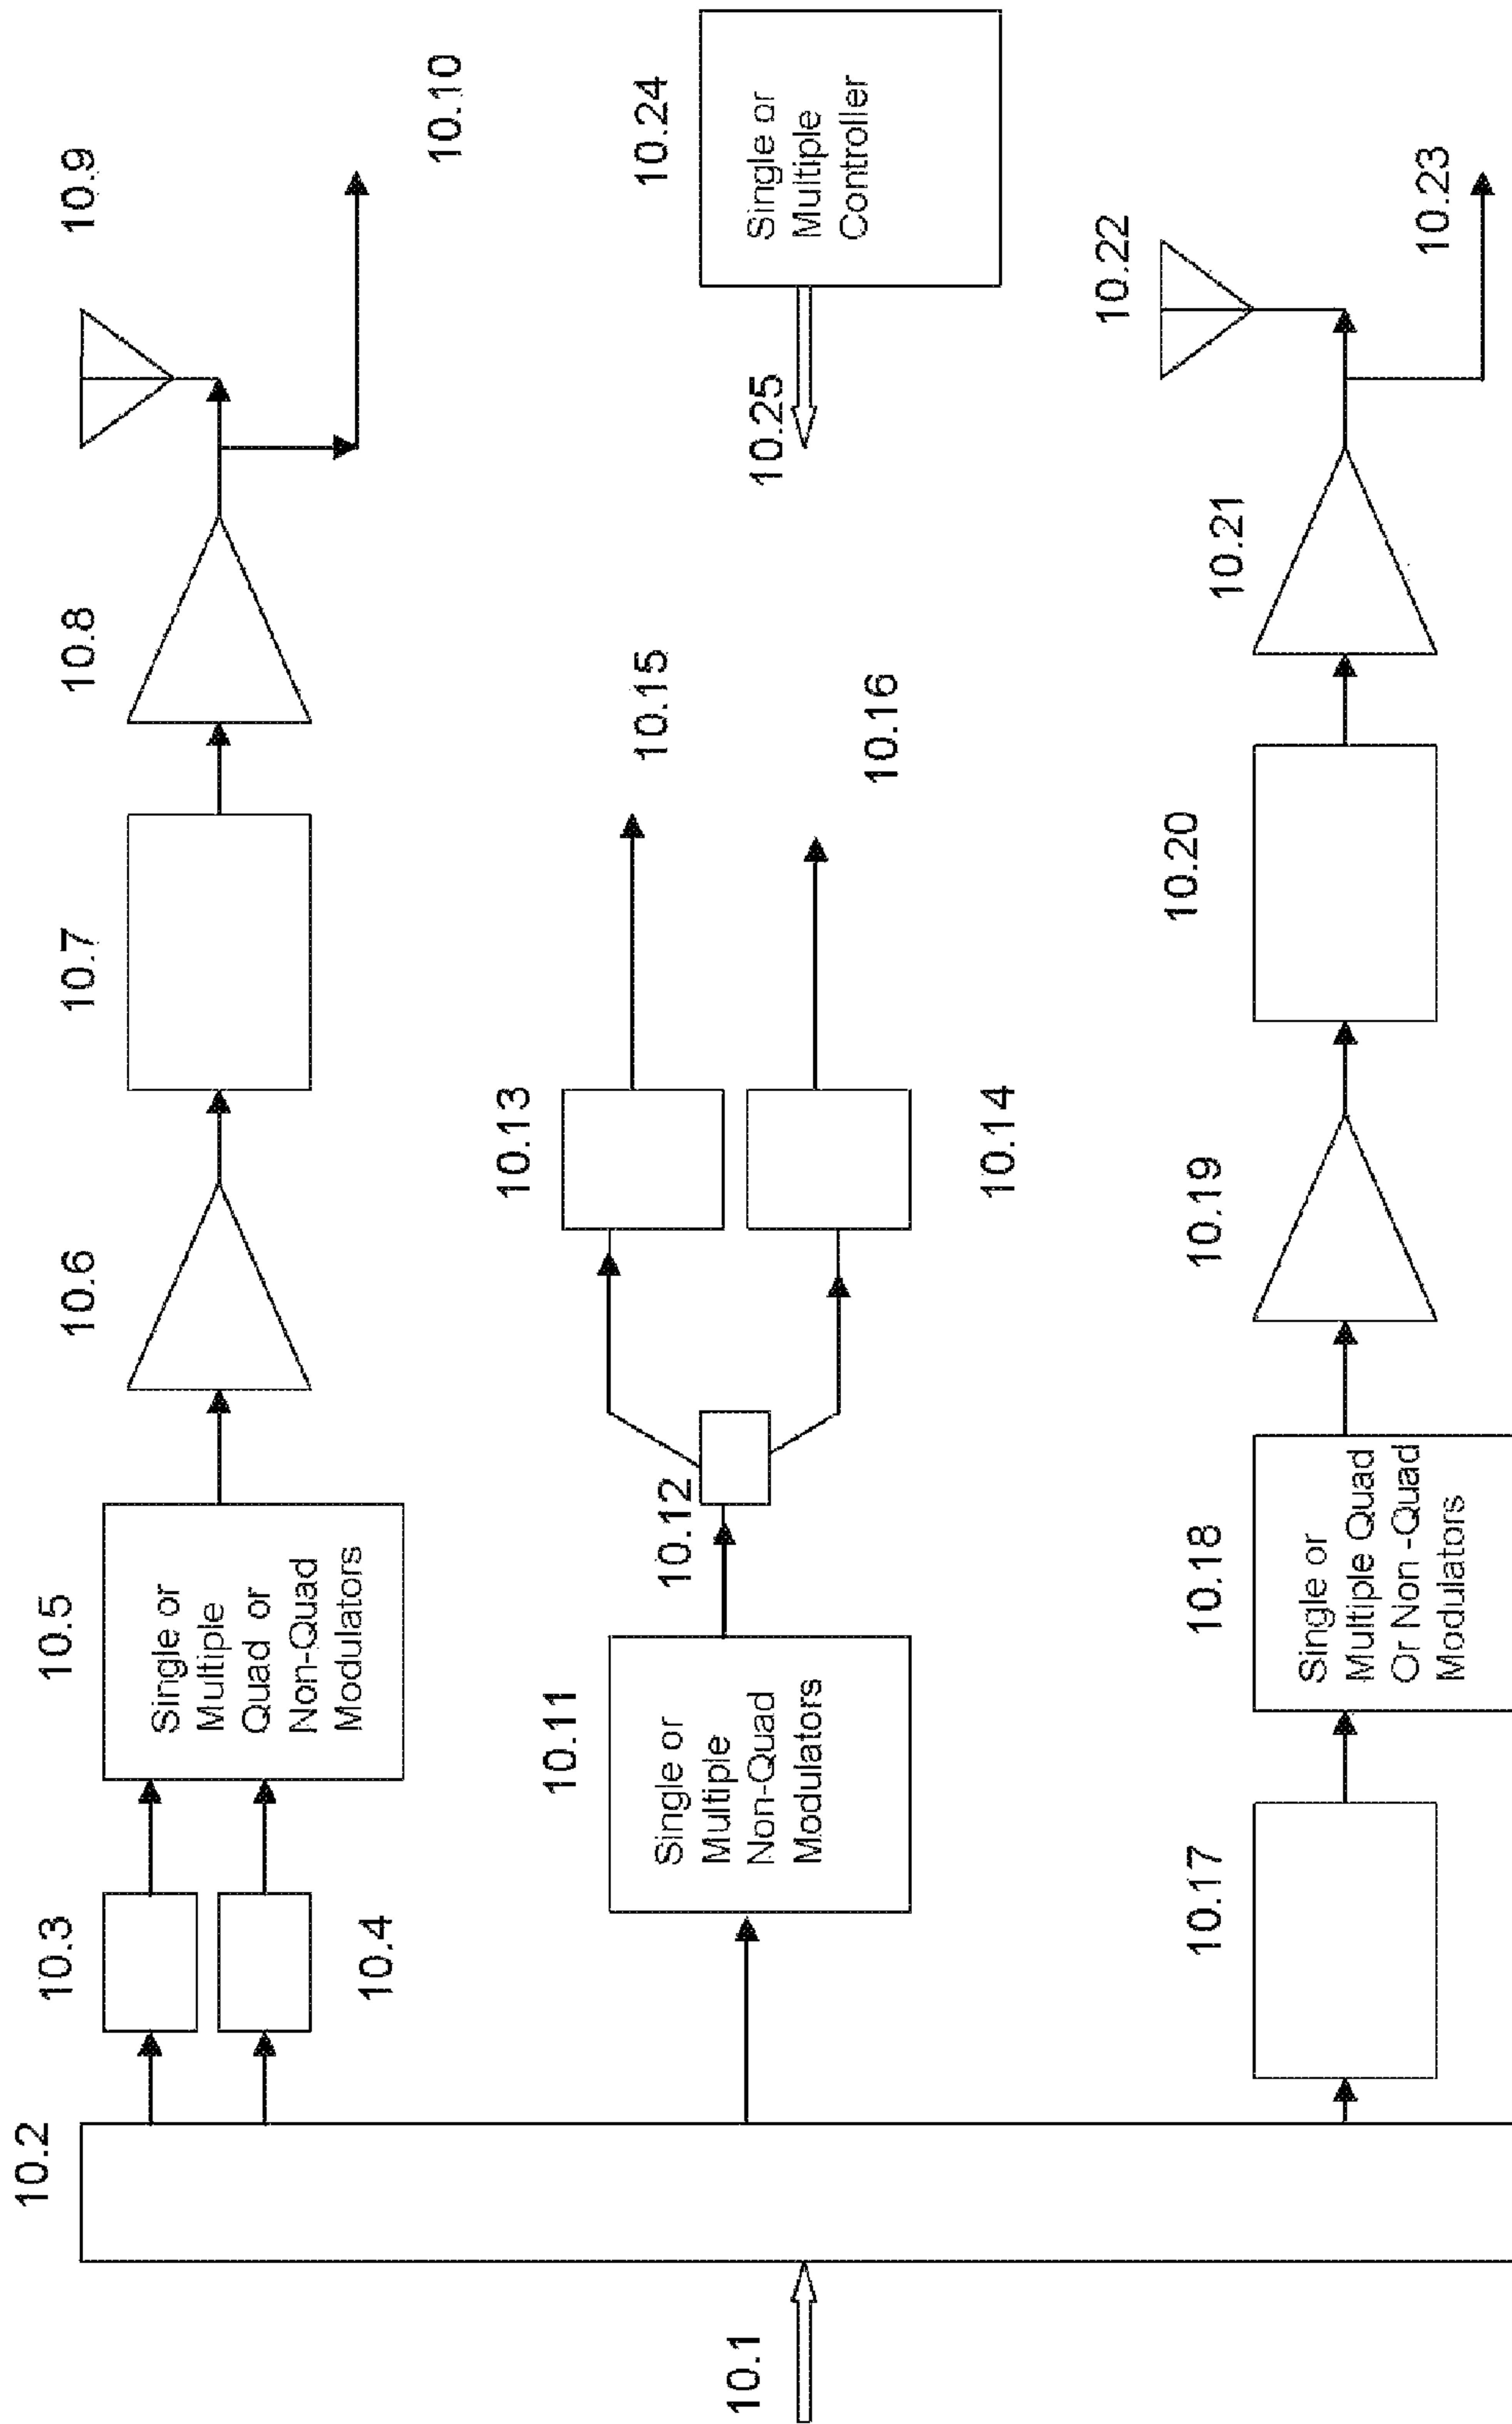 10.1
10.2
10.3
10.4
10.5
Single or
Multiple
Quad or
Non-Quad
Modulators
10.6
10.7
10.8
10.9
10.10
10.11
Single or
Multiple
Non-Quad
Modulators
10.12
10.13
10.14
10.15
10.16
10.24
Single or
Multiple
Controller
10.25
10.17
10.18
Single or
Multiple Quad
Or Non -Quad
Modulators
10.19
10.20
10.21
10.22
10.23